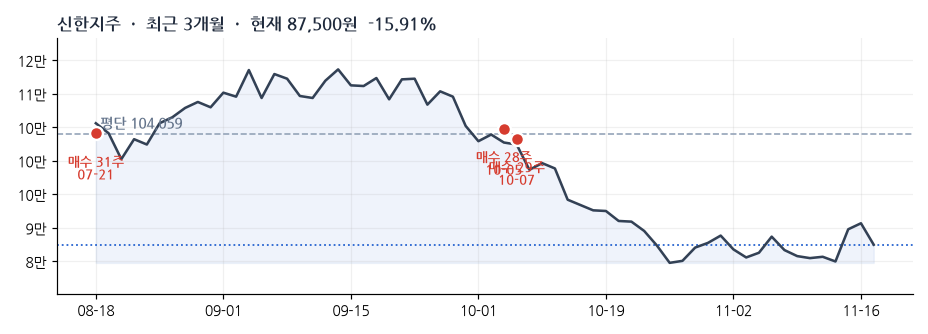 신한지주 · 최근 3개월 · 현재 87,500원 -15.91%
12만
11만
10만
10만
10만
9만
8만
평단 104,059
매수 31주
07-21
매수 28주
10-07
08-18
09-01
09-15
10-01
10-19
11-02
11-16